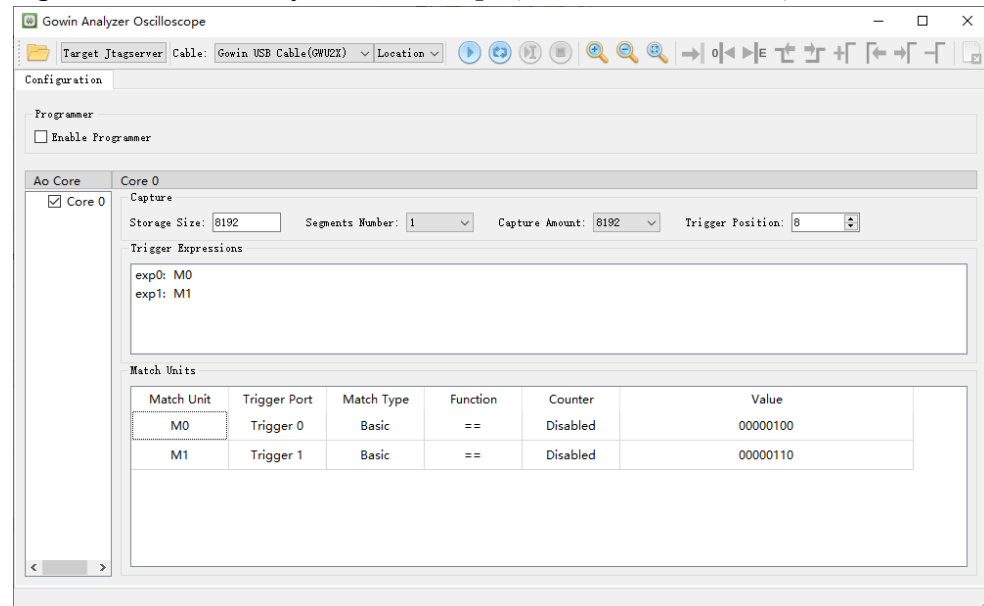 Gowin Analyzer Oscilloscope
Target Jtagserver Cable: Gowin USB Cable(GWU2X) Location
Configuration
Programmer
Enable Programmer
Ao Core Core 0
Core 0
Capture
Storage Size: 8192 Segments Number: 1 Capture Amount: 8192 Trigger Position: 8
Trigger Expressions
exp0: M0
exp1: M1
Match Units
Match Unit Trigger Port Match Type Function Counter Value
M0 Trigger 0 Basic == Disabled 00000100
M1 Trigger 1 Basic == Disabled 00000110